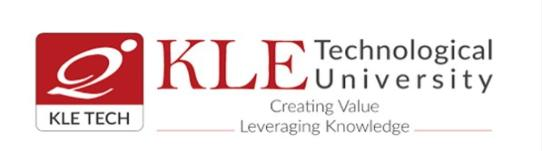 KLE TECH
KLE Technological
University
Creating Value
Leveraging Knowledge